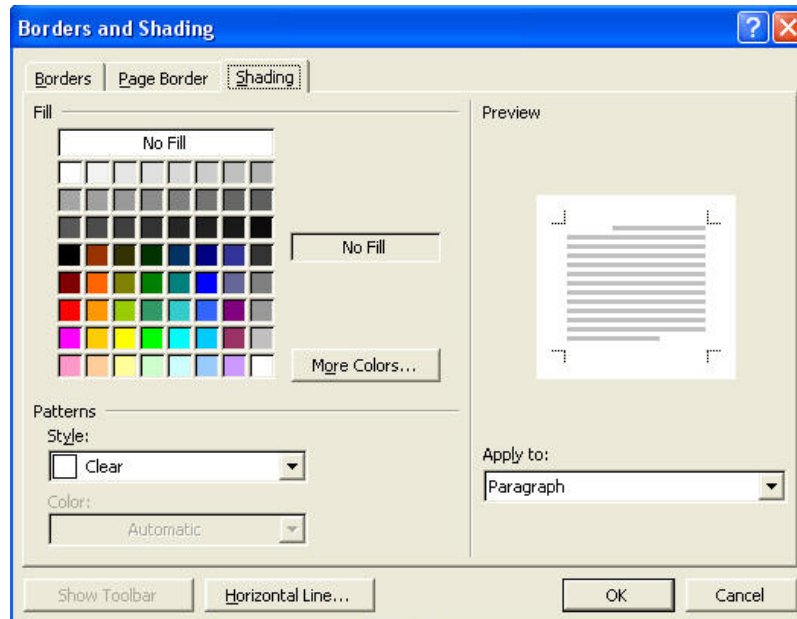 Borders and Shading
Borders Page Border Shading
Fill
No Fill
No Fill
More Colors...
Patterns
Style:
Clear
Color:
Automatic
Preview
Apply to:
Paragraph
Show Toolbar Horizontal Line... OK Cancel